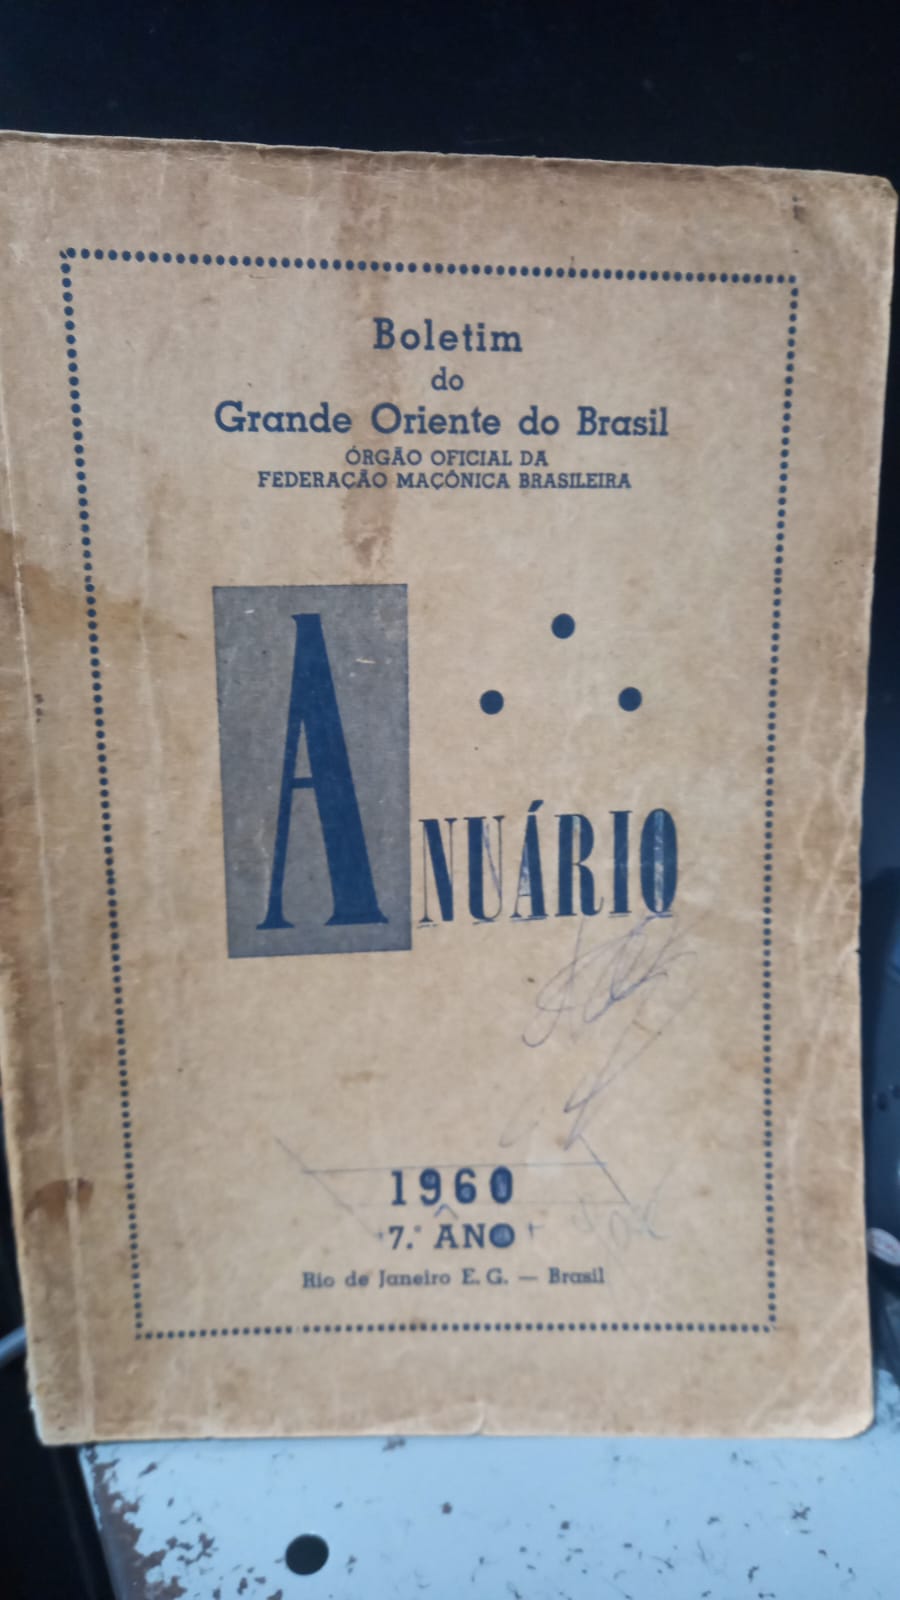 Boletim
do
Grande Oriente do Brasil
ÓRGÃO OFICIAL DA
FEDERAÇÃO MAÇÔNICA BRASILEIRA
ANUÁRIO
1960
7.º ANO
Rio de Janeiro E. G. — Brasil